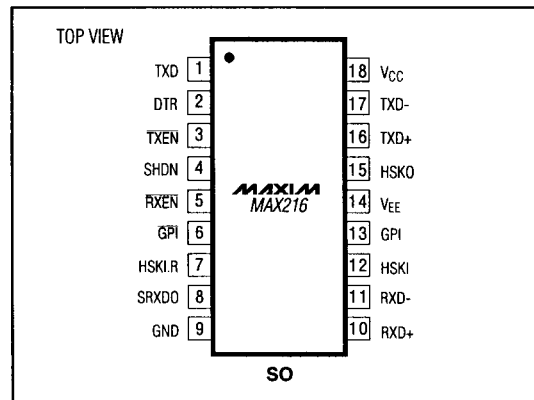 TOP VIEW
TXD 1
DTR 2
TXEN 3
SHDN 4
RXEN 5
GPI 6
HSKI.R 7
SRXDO 8
GND 9
MAXIM
MAX216
18 VCC
17 TXD-
16 TXD+
15 HSKO
14 VEE
13 GPI
12 HSKI
11 RXD-
10 RXD+
SO